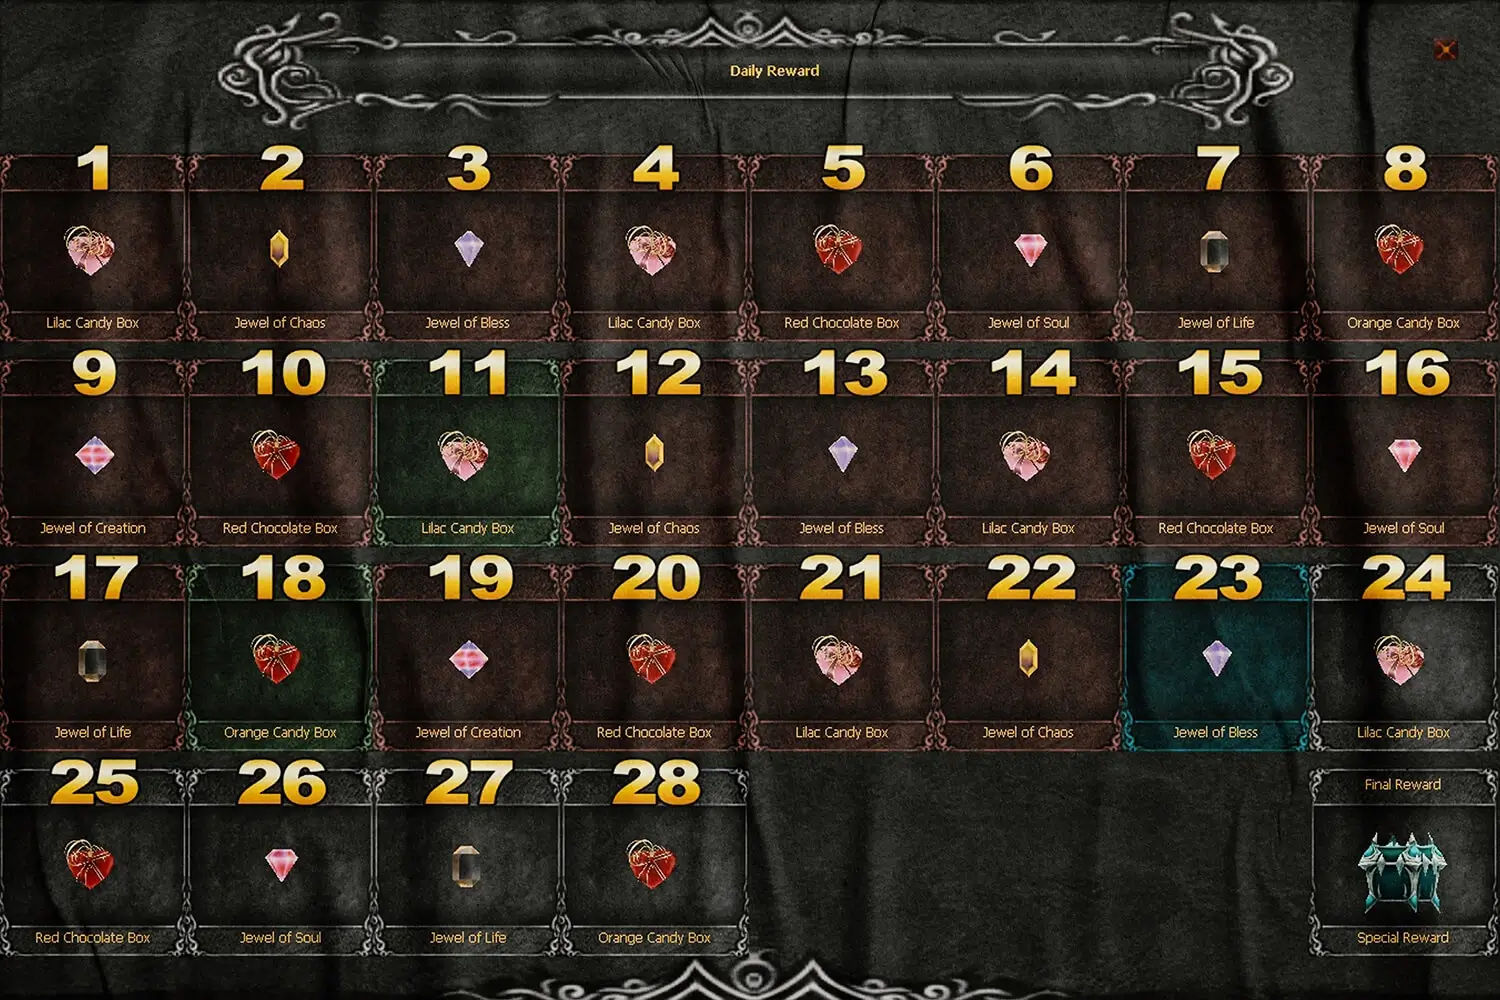 Daily Reward
1
2
3
4
5
6
7
8
Lilac Candy Box
Jewel of Chaos
Jewel of Bless
Lilac Candy Box
Red Chocolate Box
Jewel of Soul
Jewel of Life
Orange Candy Box
9
10
11
12
13
14
15
16
Jewel of Creation
Red Chocolate Box
Lilac Candy Box
Jewel of Chaos
Jewel of Bless
Lilac Candy Box
Red Chocolate Box
Jewel of Soul
17
18
19
20
21
22
23
24
Jewel of Life
Orange Candy Box
Jewel of Creation
Red Chocolate Box
Lilac Candy Box
Jewel of Chaos
Jewel of Bless
Lilac Candy Box
25
26
27
28
Final Reward
Red Chocolate Box
Jewel of Soul
Jewel of Life
Orange Candy Box
Special Reward